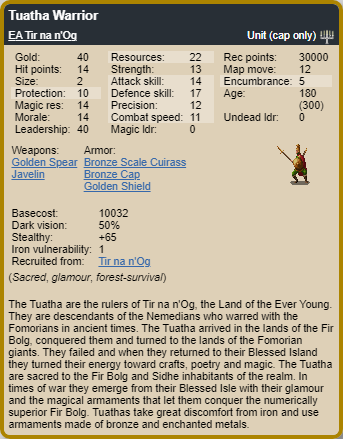 Tuatha Warrior
EA Tir na n'Og Unit (cap only)
Gold: 40 Resources: 22 Rec points: 30000
Hit points: 14 Strength: 13 Map move: 12
Size: 2 Attack skill: 14 Encumbrance: 5
Protection: 10 Defence skill: 17 Age: 180
Magic res: 14 Precision: 12 (300)
Morale: 14 Combat speed: 11 Undead ldr: 0
Leadership: 40 Magic ldr: 0
Weapons: Armor:
Golden Spear Bronze Scale Cuirass
Javelin Bronze Cap
Golden Shield
Basecost: 10032
Dark vision: 50%
Stealthy: +65
Iron vulnerability: 1
Recruited from: Tir na n'Og
(Sacred, glamour, forest-survival)
The Tuatha are the rulers of Tir na n'Og, the Land of the Ever Young.
They are descendants of the Nemedians who warred with the
Fomorians in ancient times. The Tuatha arrived in the lands of the Fir
Bolg, conquered them and turned to the lands of the Fomorian
giants. They failed and when they returned to their Blessed Island
they turned their energy toward crafts, poetry and magic. The Tuatha
are sacred to the Fir Bolg and Sidhe inhabitants of the realm. In
times of war they emerge from their Blessed Isle with their glamour
and the magical armaments that let them conquer the numerically
superior Fir Bolg. Tuathas take great discomfort from iron and use
armaments made of bronze and enchanted metals.